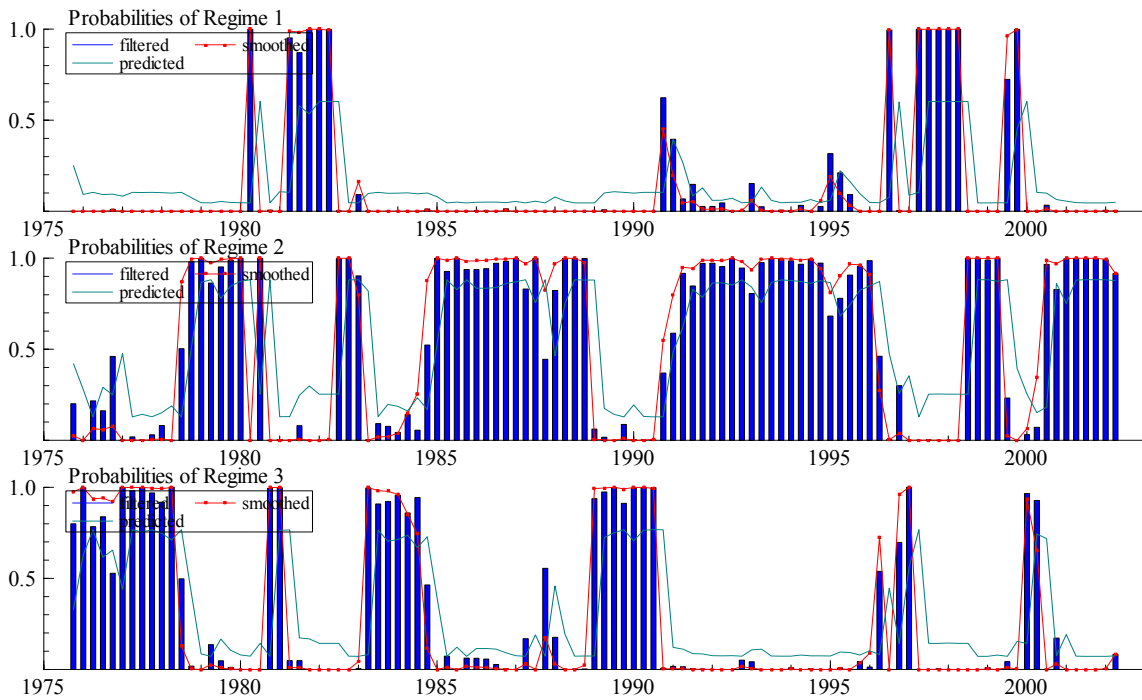 Probabilities of Regime 1
1.0
filtered smoothed
predicted
0.5
1975 1980 1985 1990 1995 2000
Probabilities of Regime 2
1.0
filtered smoothed
predicted
0.5
1975 1980 1985 1990 1995 2000
Probabilities of Regime 3
1.0
filtered smoothed
predicted
0.5
1975 1980 1985 1990 1995 2000